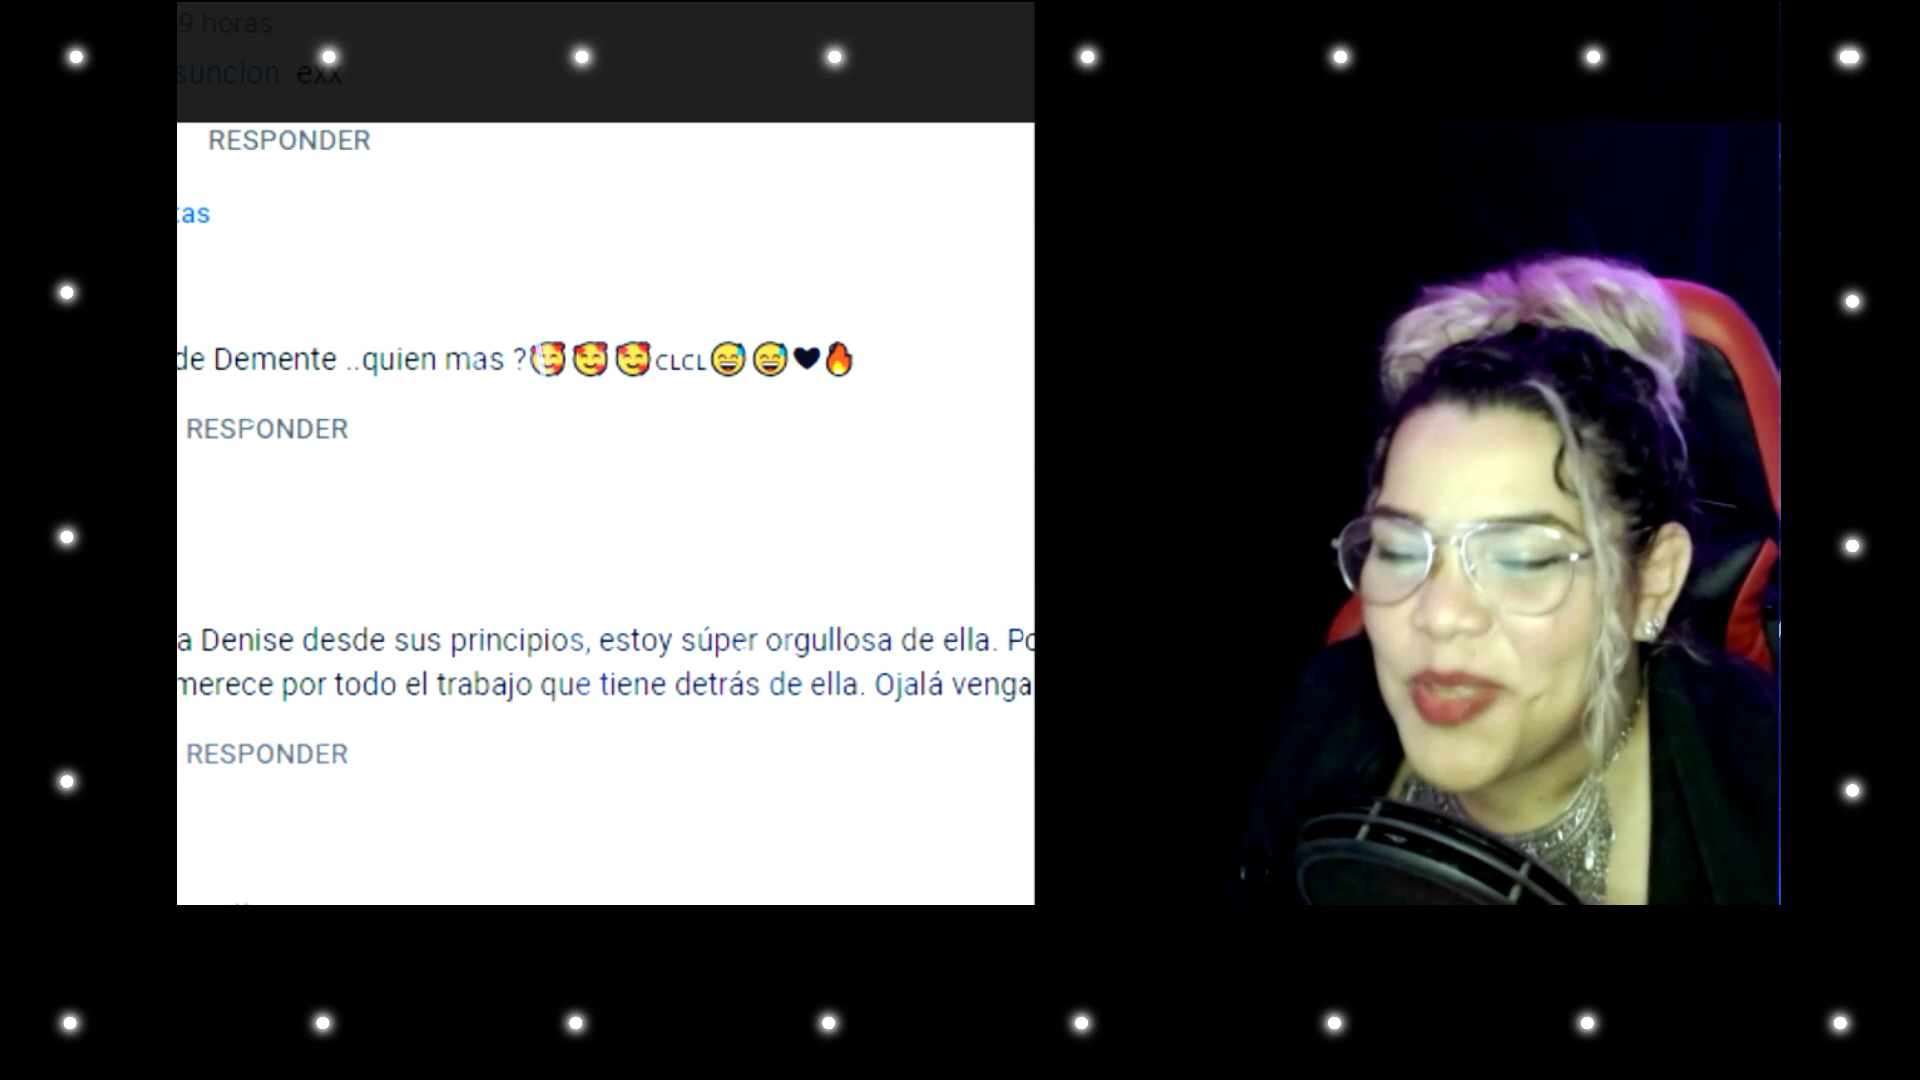 9 horas
suncion exx
RESPONDER
tas
de Demente ..quien mas ?🥰🥰🥰CLCL😅😅🖤🔥
RESPONDER
a Denise desde sus principios, estoy súper orgullosa de ella. Po
merece por todo el trabajo que tiene detrás de ella. Ojalá venga
RESPONDER